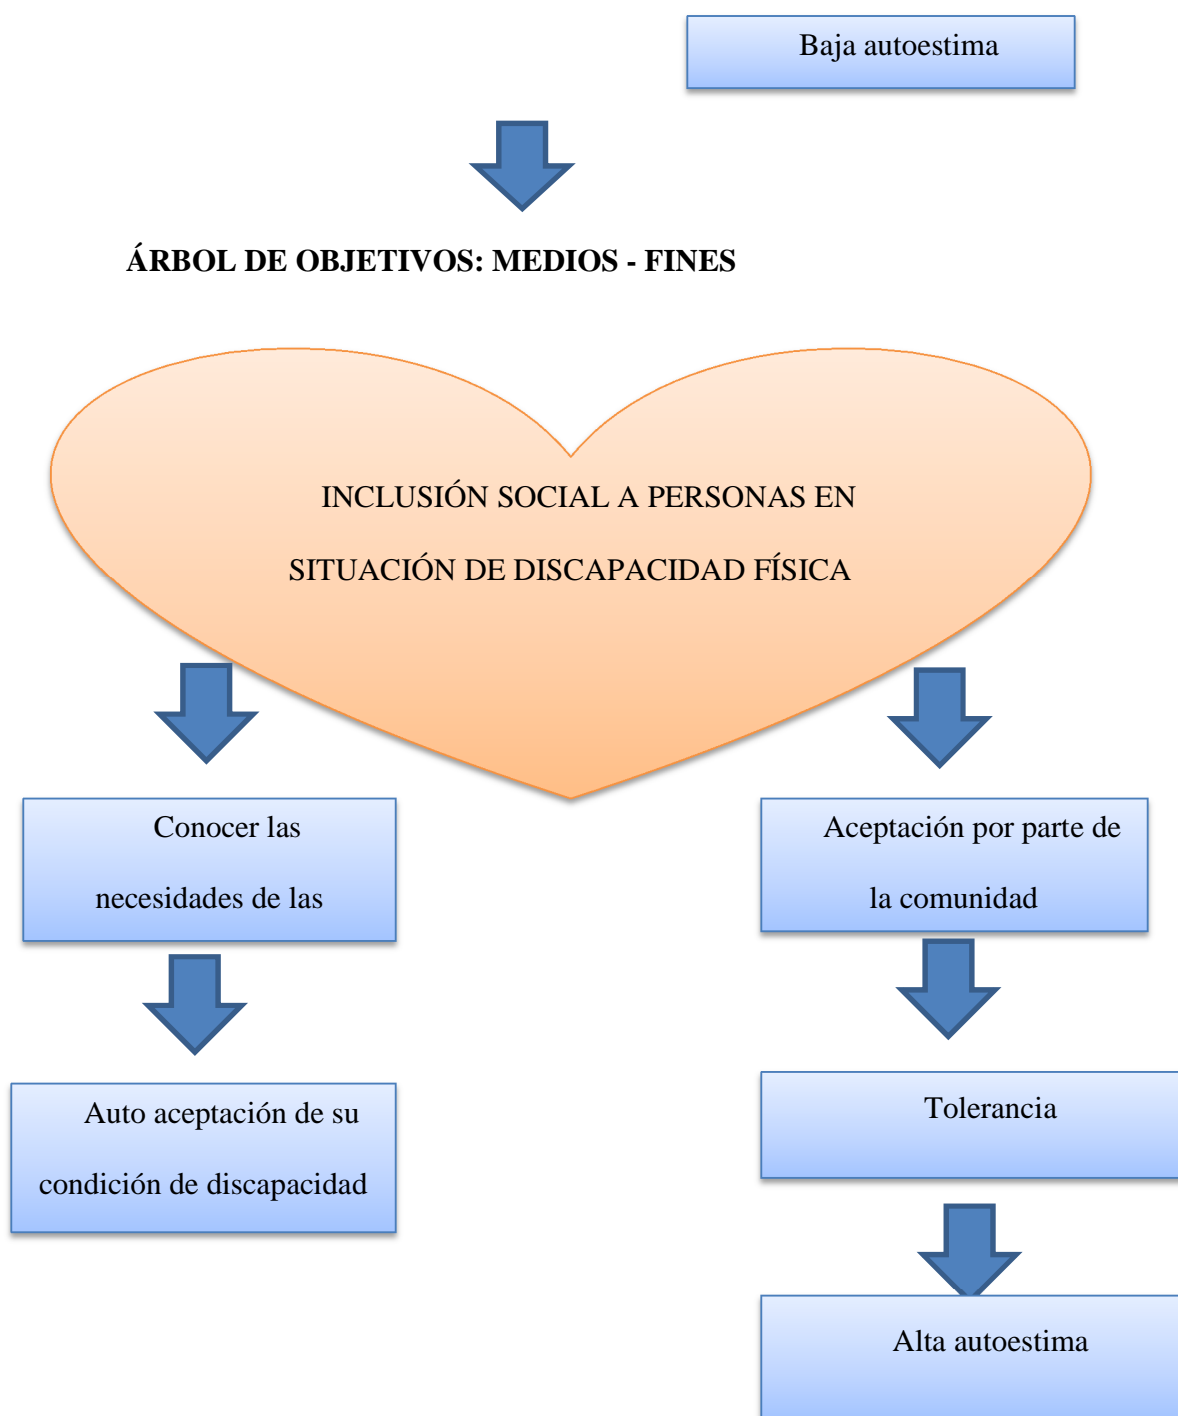 Baja autoestima
ÁRBOL DE OBJETIVOS: MEDIOS - FINES
INCLUSIÓN SOCIAL A PERSONAS EN
SITUACIÓN DE DISCAPACIDAD FÍSICA
Conocer las
necesidades de las
Aceptación por parte de
la comunidad
Auto aceptación de su
condición de discapacidad
Tolerancia
Alta autoestima